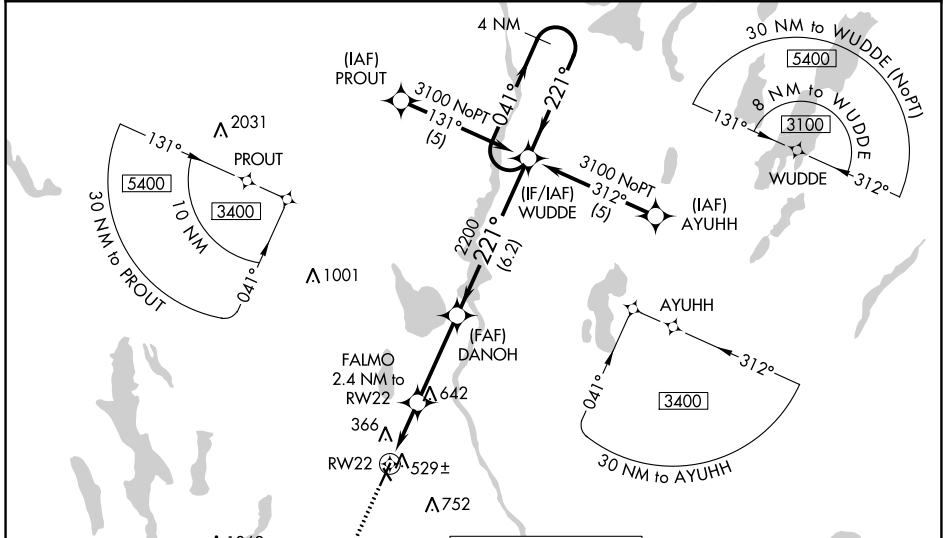 4 NM
041°
221°
(IAF)
PROUT
3100 NoPT
131°
(5)
3100 NoPT
312°
(5)
(IAF)
AYUHH
(IF/IAF)
WUDDE
2200
221°
(6.2)
(FAF)
DANOH
FALMO
2.4 NM to
RW22
642
366
RW22
529±
752
1001
2031
131°
PROUT
5400
3400
10 NM
30 NM to PROUT
041°
30 NM to WUDDE (NoPT)
5400
8 NM to WUDDE
3100
131°
312°
WUDDE
AYUHH
312°
041°
3400
30 NM to AYUHH